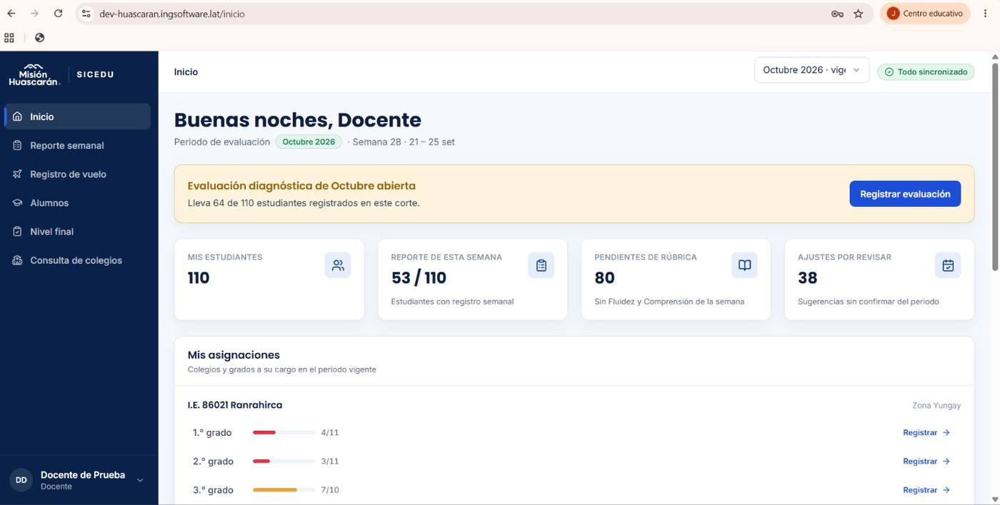 dev-huascaran.ingsoftware.lat/inicio
J Centro educativo
Misión
Huascarán.
SICEDU
Inicio
Reporte semanal
Registro de vuelo
Alumnos
Nivel final
Consulta de colegios
DD
Docente de Prueba
Docente
Inicio
Octubre 2026 · vige
Todo sincronizado
Buenas noches, Docente
Periodo de evaluación Octubre 2026 · Semana 28 · 21 – 25 set
Evaluación diagnóstica de Octubre abierta
Lleva 64 de 110 estudiantes registrados en este corte.
Registrar evaluación
MIS ESTUDIANTES
110
REPORTE DE ESTA SEMANA
53 / 110
Estudiantes con registro semanal
PENDIENTES DE RÚBRICA
80
Sin Fluidez y Comprensión de la semana
AJUSTES POR REVISAR
38
Sugerencias sin confirmar del periodo
Mis asignaciones
Colegios y grados a su cargo en el periodo vigente
I.E. 86021 Ranrahirca Zona Yungay
1.° grado 4/11 Registrar →
2.° grado 3/11 Registrar →
3.° grado 7/10 Registrar →